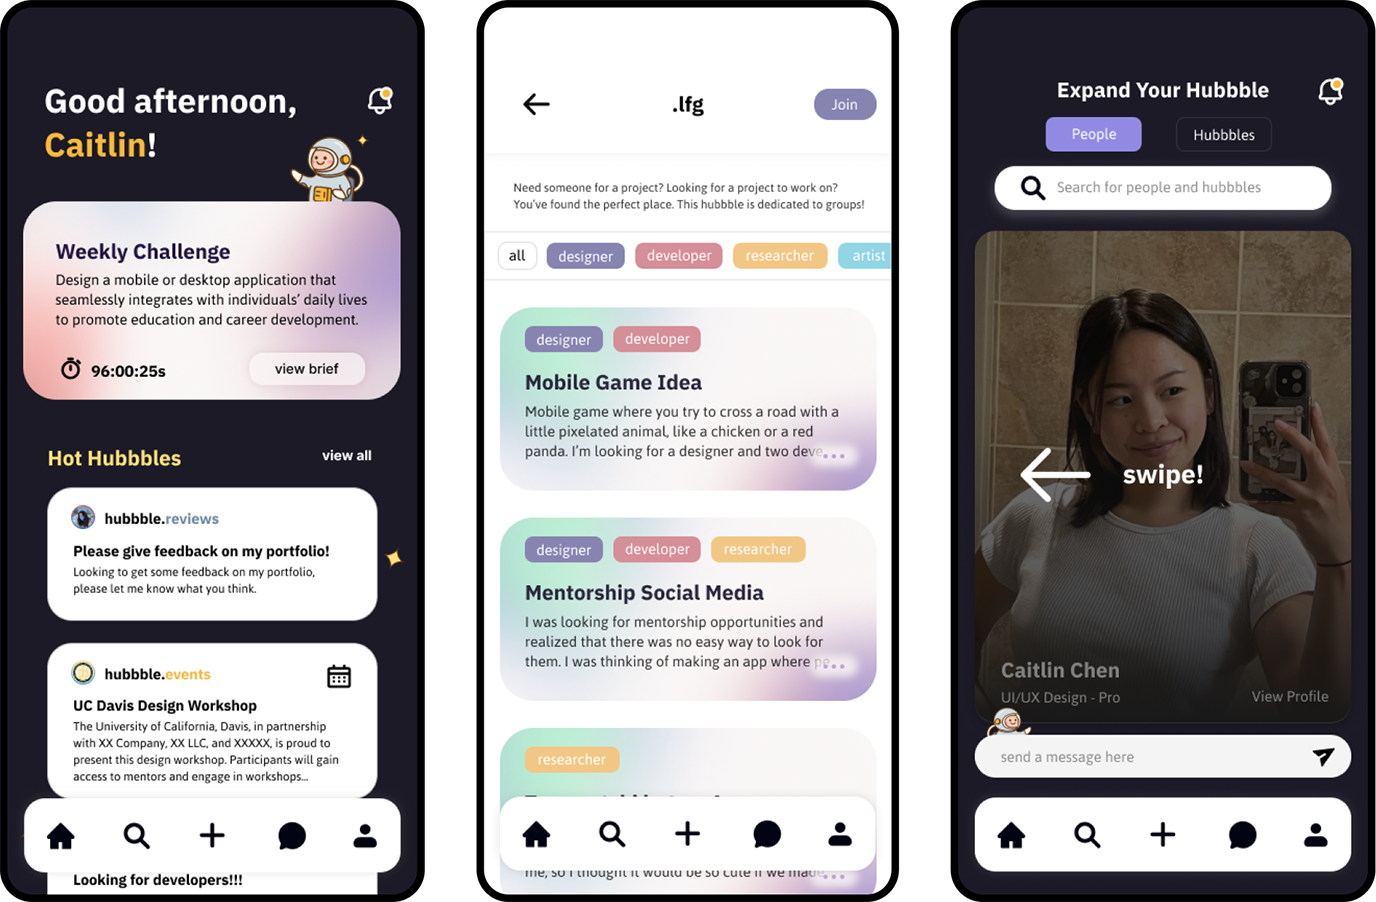 Good afternoon,
Caitlin!
Weekly Challenge
Design a mobile or desktop application that
seamlessly integrates with individuals' daily lives
to promote education and career development.
96:00:25s
view brief
Hot Hubbbles
view all
hubbble.reviews
Please give feedback on my portfolio!
Looking to get some feedback on my portfolio,
please let me know what you think.
hubbble.events
UC Davis Design Workshop
The University of California, Davis, in partnership
with XX Company, XX LLC, and XXXXX, is proud to
present this design workshop. Participants will gain
access to mentors and engage in workshops...
Looking for developers!!!
.lfg
Join
Need someone for a project? Looking for a project to work on?
You've found the perfect place. This hubbble is dedicated to groups!
all
designer
developer
researcher
artist
designer
developer
Mobile Game Idea
Mobile game where you try to cross a road with a
little pixelated animal, like a chicken or a red
panda. I'm looking for a designer and two deve
designer
developer
researcher
Mentorship Social Media
I was looking for mentorship opportunities and
realized that there was no easy way to look for
them. I was thinking of making an app where pe
researcher
me, so I thought it would be so cute if we made
Expand Your Hubbble
People
Hubbbles
Search for people and hubbbles
swipe!
Caitlin Chen
UI/UX Design - Pro
View Profile
send a message here